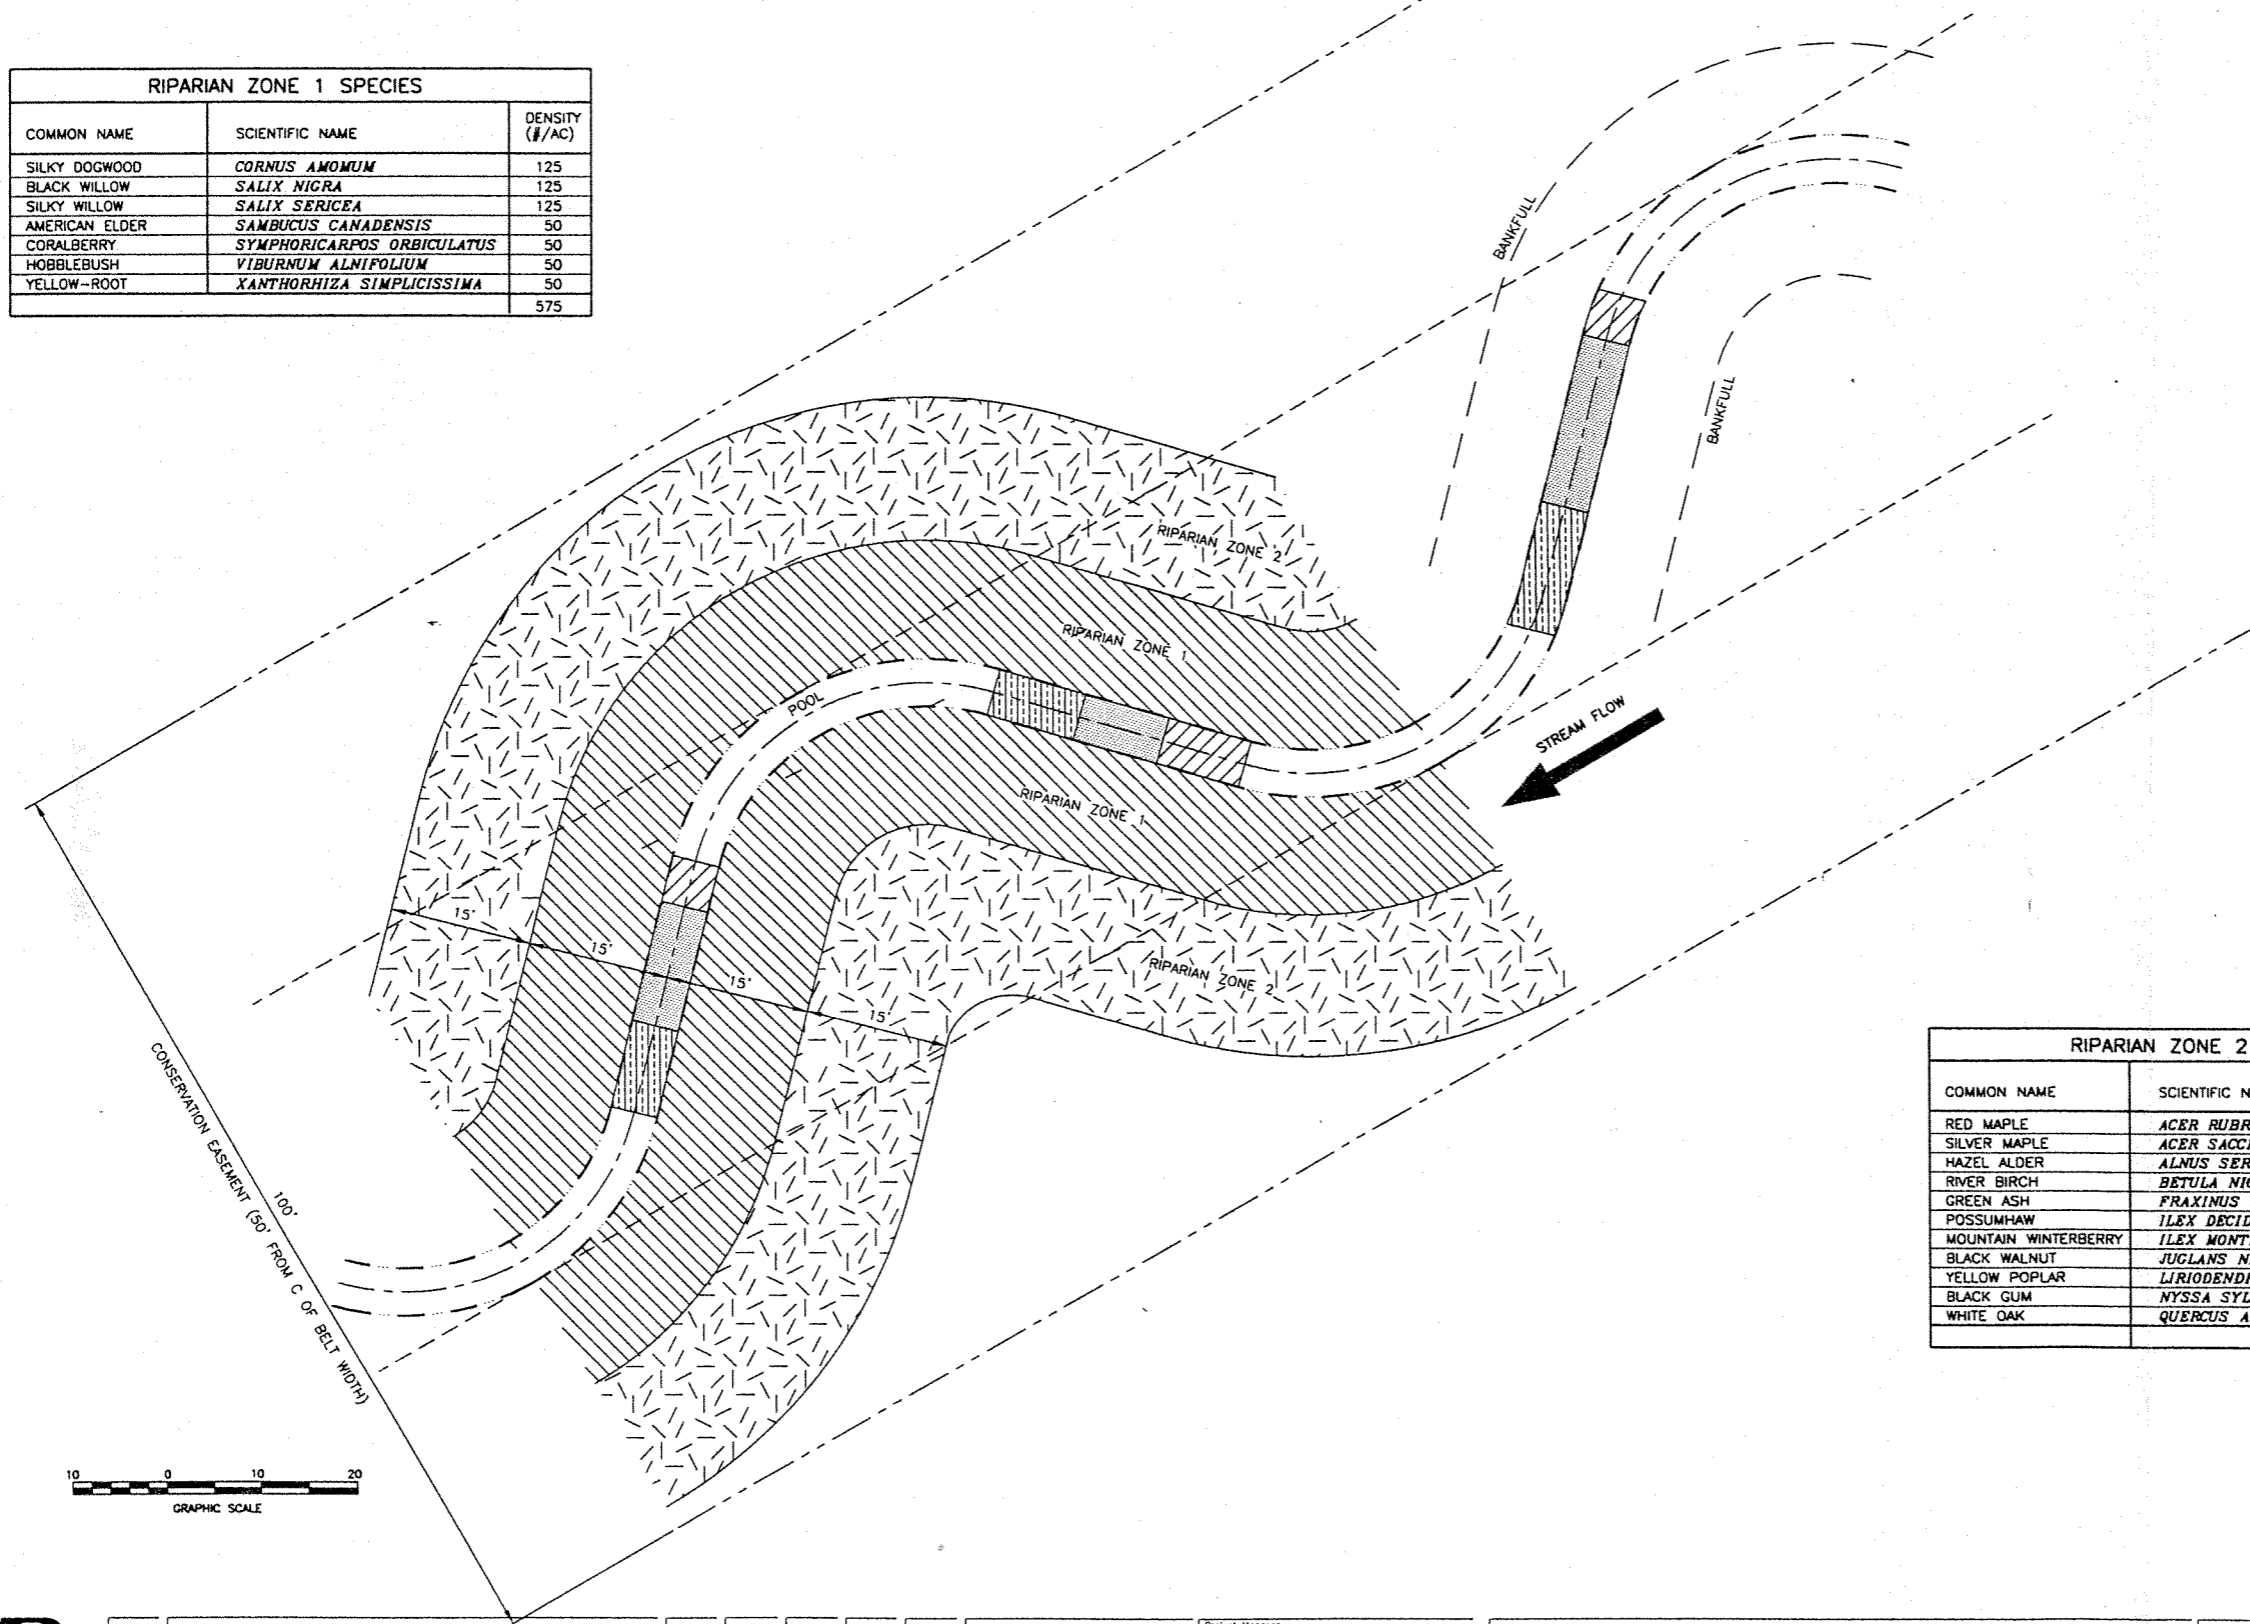 RIPARIAN ZONE 1 SPECIES
COMMON NAME SCIENTIFIC NAME DENSITY (#/AC)
SILKY DOGWOOD CORNUS AMOMUM 125
BLACK WILLOW SALIX NIGRA 125
SILKY WILLOW SALIX SERICEA 125
AMERICAN ELDER SAMBUCUS CANADENSIS 50
CORALBERRY SYMPHORICARPOS ORBICULATUS 50
HOBBLEBUSH VIBURNUM ALNIFOLIUM 50
YELLOW-ROOT XANTHORHIZA SIMPLICISSIMA 50
575
BANKFULL
BANKFULL
RIPARIAN ZONE 2
RIPARIAN ZONE 1
POOL
STREAM FLOW
RIPARIAN ZONE 1
RIPARIAN ZONE 2
15'
15'
15'
15'
CONSERVATION EASEMENT (50' FROM C OF BELT WIDTH)
100'
10 0 10 20
GRAPHIC SCALE
RIPARIAN ZONE 2
COMMON NAME SCIENTIFIC N
RED MAPLE ACER RUBR
SILVER MAPLE ACER SACC
HAZEL ALDER ALNUS SER
RIVER BIRCH BETULA NI
GREEN ASH FRAXINUS
POSSUMHAW ILEX DECID
MOUNTAIN WINTERBERRY ILEX MONT
BLACK WALNUT JUGLANS N
YELLOW POPLAR LIRIODEND
BLACK GUM NYSSA SYL
WHITE OAK QUERCUS A